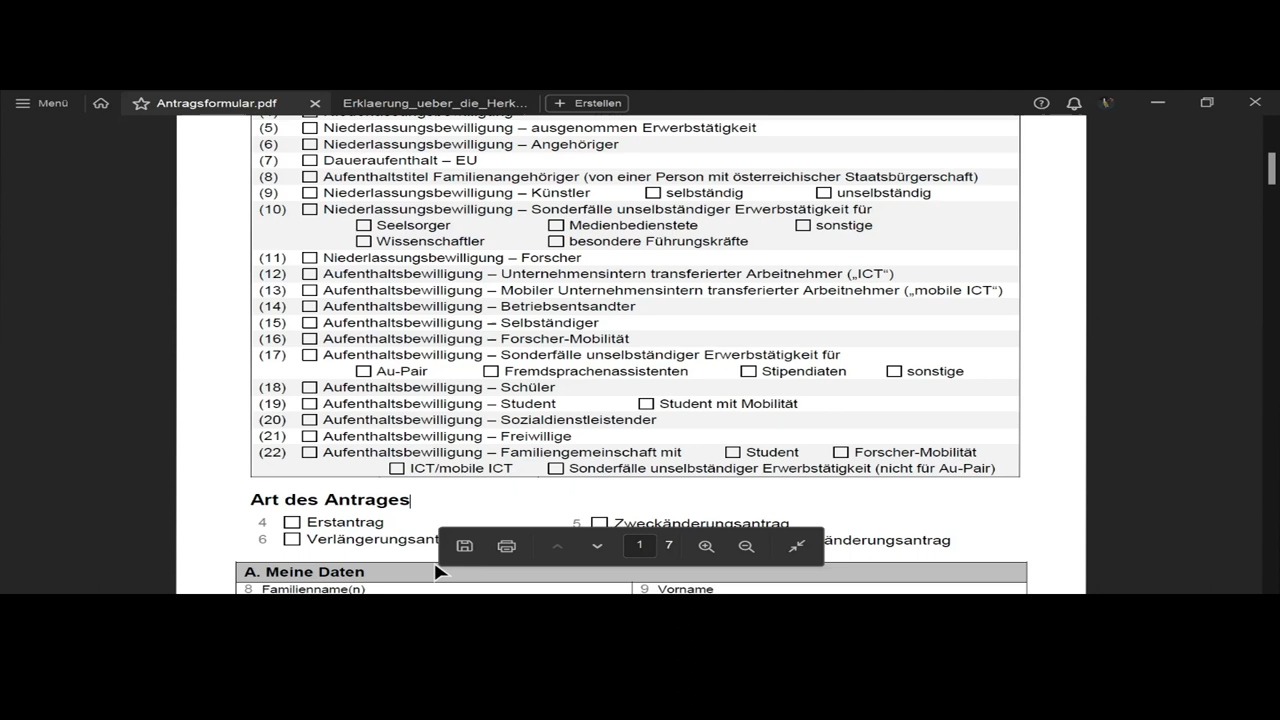 Menü Antragsformular.pdf Erklaerung_ueber_die_Herk... Erstellen
(5) Niederlassungsbewilligung – ausgenommen Erwerbstätigkeit
(6) Niederlassungsbewilligung – Angehöriger
(7) Daueraufenthalt – EU
(8) Aufenthaltstitel Familienangehöriger (von einer Person mit österreichischer Staatsbürgerschaft)
(9) Niederlassungsbewilligung – Künstler selbständig unselbständig
(10) Niederlassungsbewilligung – Sonderfälle unselbständiger Erwerbstätigkeit für
Seelsorger Medienbedienstete sonstige
Wissenschaftler besondere Führungskräfte
(11) Niederlassungsbewilligung – Forscher
(12) Aufenthaltsbewilligung – Unternehmensintern transferierter Arbeitnehmer („ICT“)
(13) Aufenthaltsbewilligung – Mobiler Unternehmensintern transferierter Arbeitnehmer („mobile ICT“)
(14) Aufenthaltsbewilligung – Betriebsentsandter
(15) Aufenthaltsbewilligung – Selbständiger
(16) Aufenthaltsbewilligung – Forscher-Mobilität
(17) Aufenthaltsbewilligung – Sonderfälle unselbständiger Erwerbstätigkeit für
Au-Pair Fremdsprachenassistenten Stipendiaten sonstige
(18) Aufenthaltsbewilligung – Schüler
(19) Aufenthaltsbewilligung – Student Student mit Mobilität
(20) Aufenthaltsbewilligung – Sozialdienstleistender
(21) Aufenthaltsbewilligung – Freiwillige
(22) Aufenthaltsbewilligung – Familiengemeinschaft mit Student Forscher-Mobilität
ICT/mobile ICT Sonderfälle unselbständiger Erwerbstätigkeit (nicht für Au-Pair)
Art des Antrages
4 Erstantrag 5 Zweckänderungsantrag
6 Verlängerungsant änderungsantrag
1 7
A. Meine Daten
8 Familienname(n) 9 Vorname